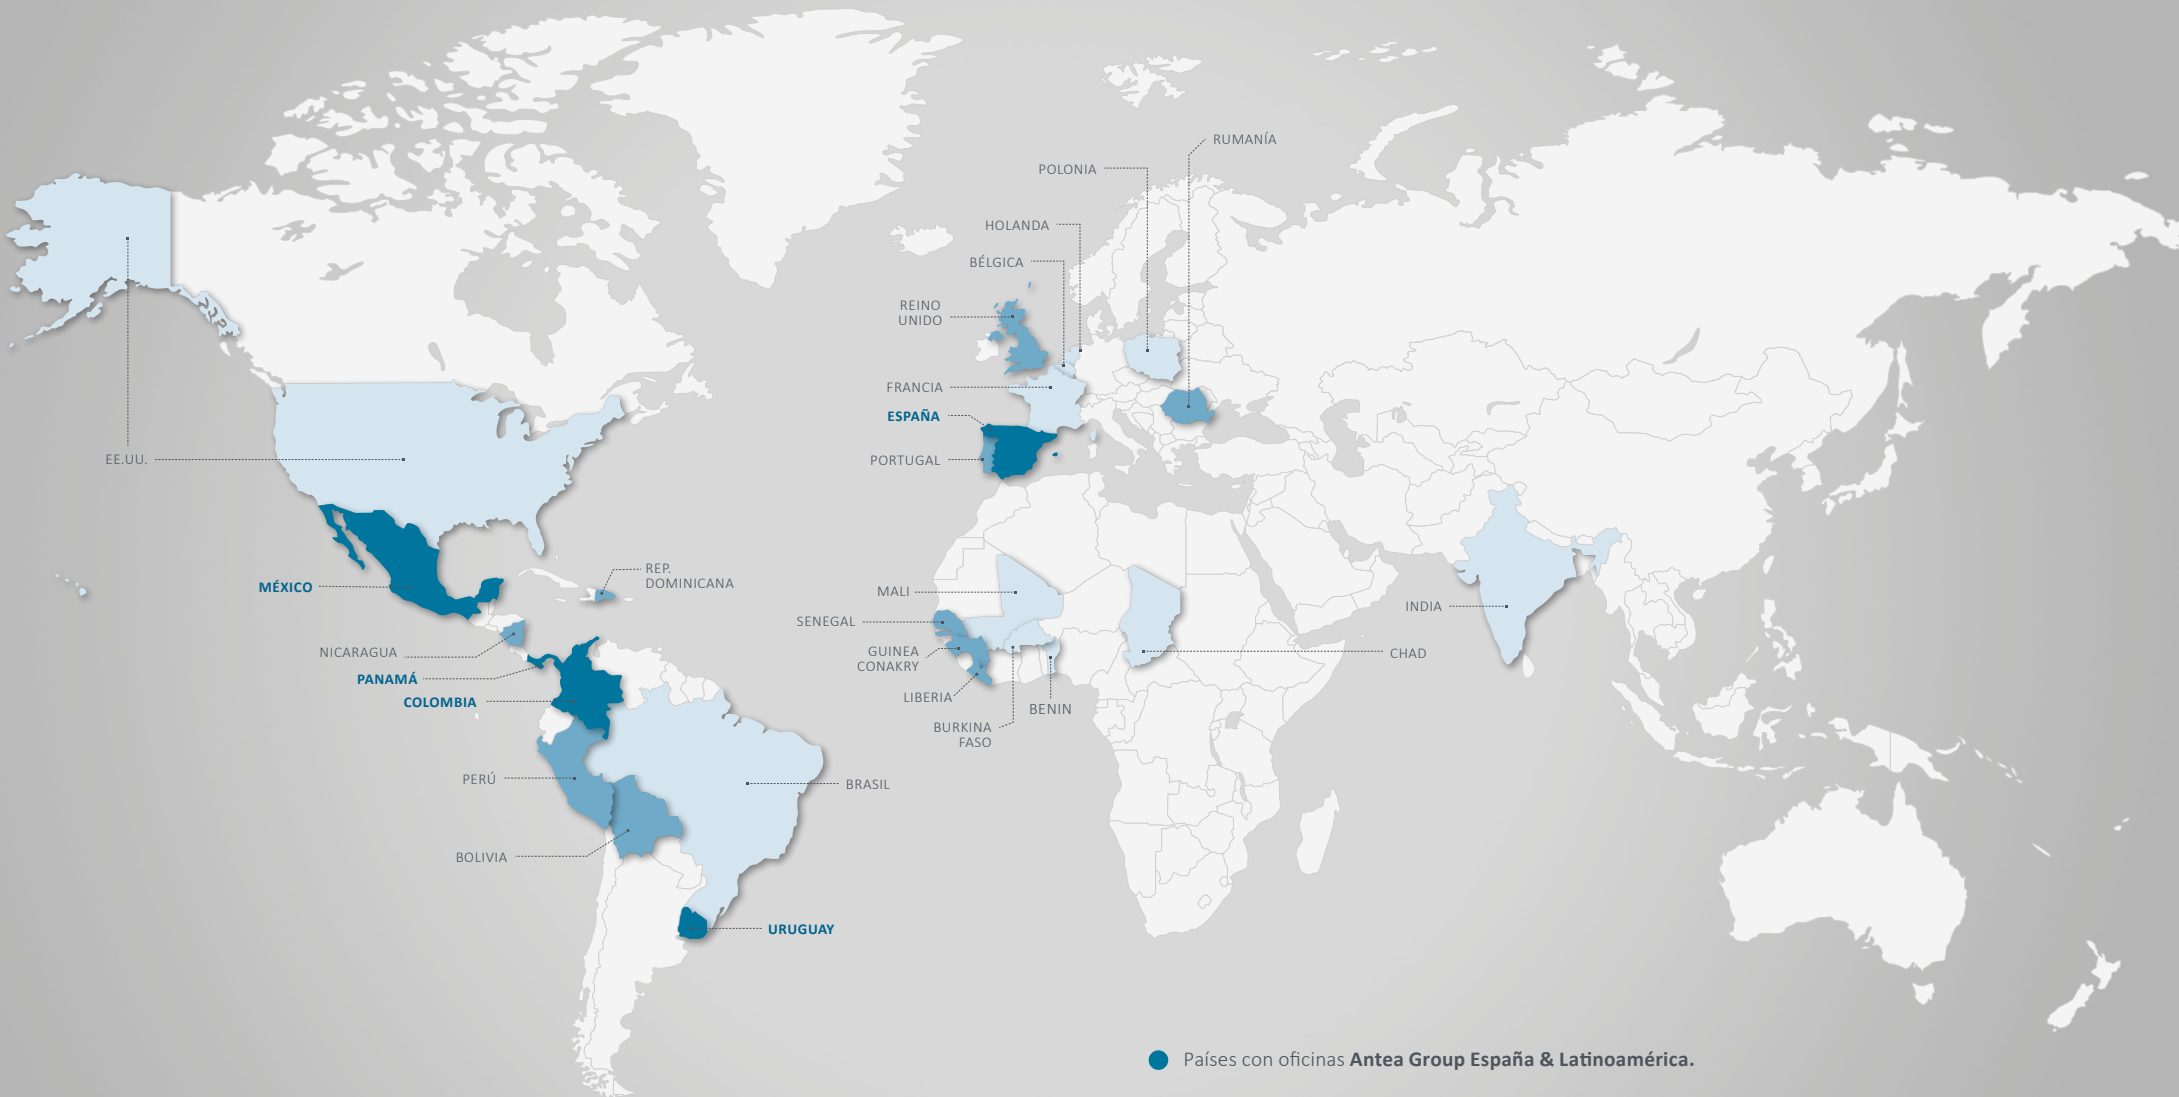 RUMANÍA
POLONIA
HOLANDA
BÉLGICA
REINO
UNIDO
FRANCIA
ESPAÑA
PORTUGAL
EE.UU.
MÉXICO
REP.
DOMINICANA
NICARAGUA
PANAMÁ
COLOMBIA
PERÚ
BOLIVIA
BRASIL
URUGUAY
MALI
SENEGAL
GUINEA
CONAKRY
LIBERIA
BURKINA
FASO
BENIN
CHAD
INDIA
Países con oficinas Antea Group España & Latinoamérica.